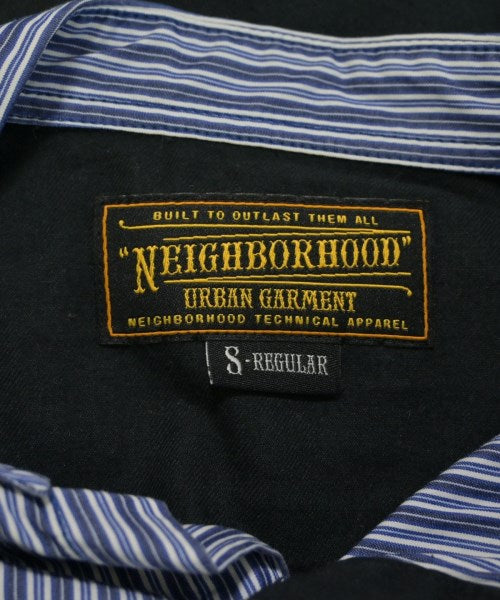 BUILT TO OUTLAST THEM ALL
"NEIGHBORHOOD"
URBAN GARMENT
NEIGHBORHOOD TECHNICAL APPAREL
S-REGULAR